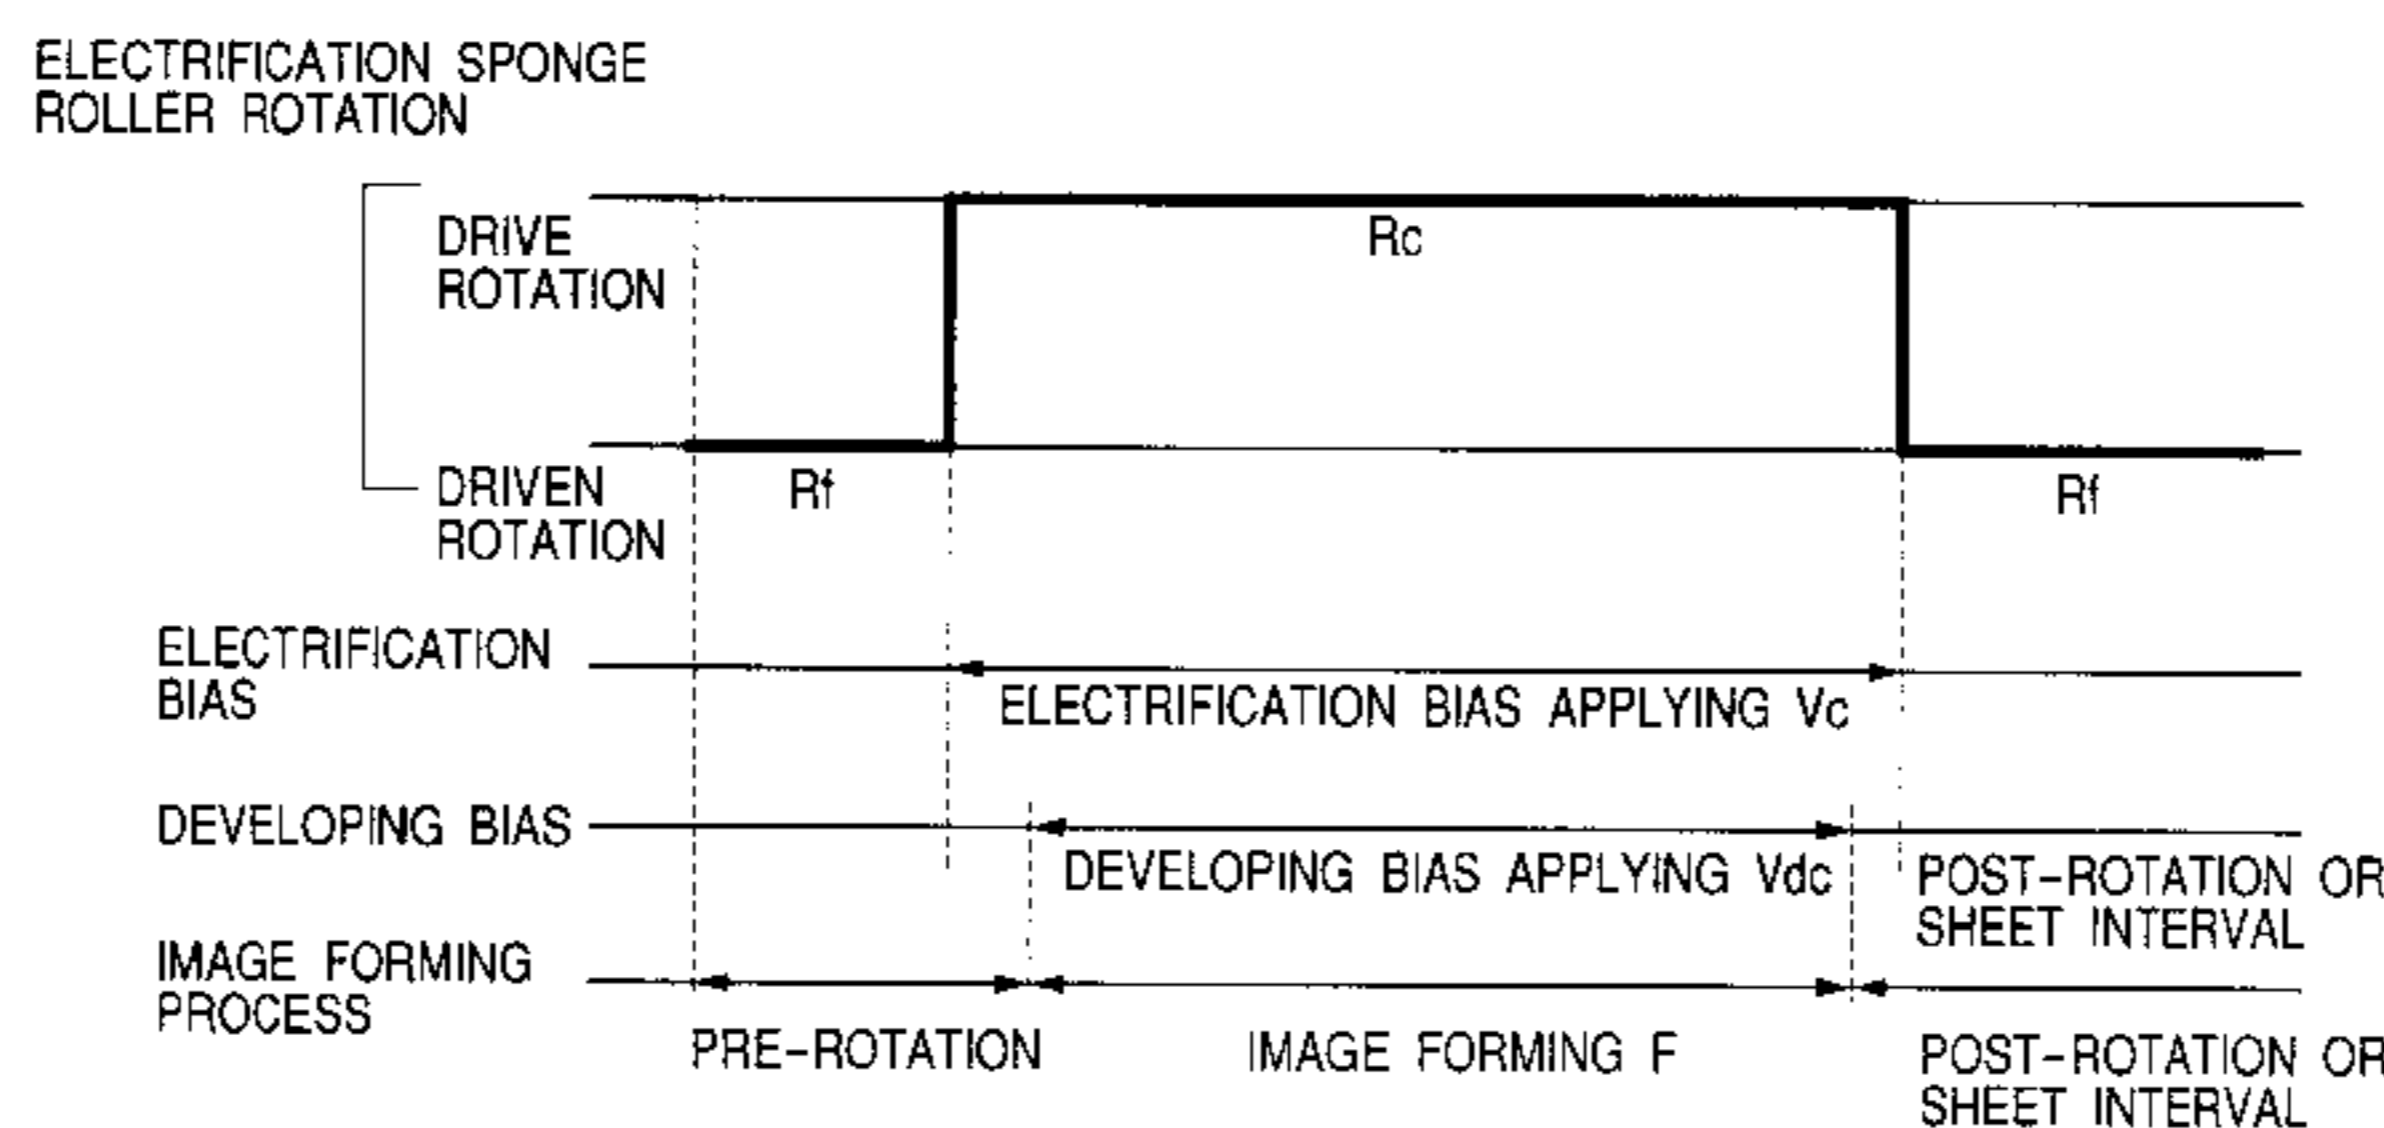 ELECTRIFICATION SPONGE
ROLLER ROTATION
DRIVE
ROTATION
Rc
DRIVEN
ROTATION
Rf
Rf
ELECTRIFICATION
BIAS
ELECTRIFICATION BIAS APPLYING Vc
DEVELOPING BIAS
DEVELOPING BIAS APPLYING Vdc
POST-ROTATION OR
SHEET INTERVAL
IMAGE FORMING
PROCESS
PRE-ROTATION
IMAGE FORMING F
POST-ROTATION OR
SHEET INTERVAL